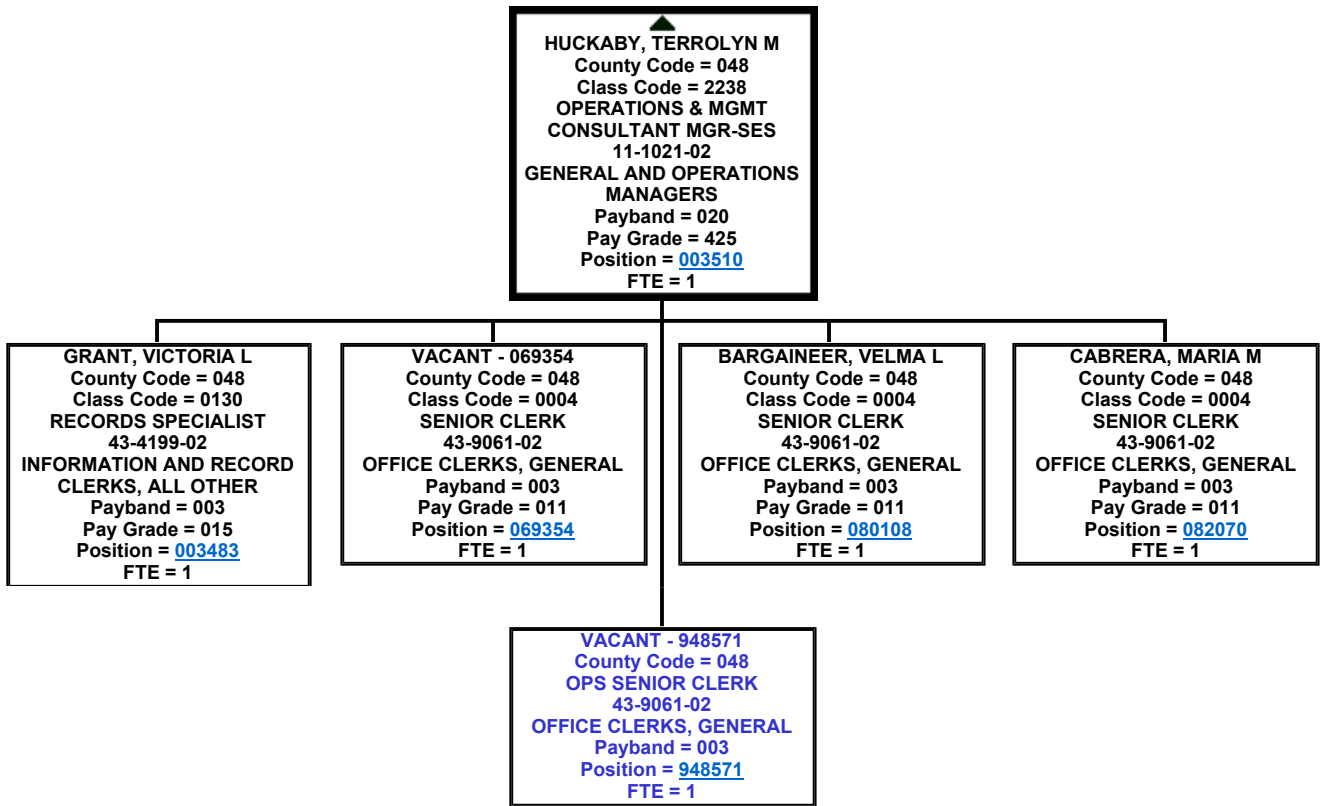 HUCKABY, TERROLYN M
County Code = 048
Class Code = 2238
OPERATIONS & MGMT
CONSULTANT MGR-SES
11-1021-02
GENERAL AND OPERATIONS
MANAGERS
Payband = 020
Pay Grade = 425
Position = 003510
FTE = 1
GRANT, VICTORIA L
County Code = 048
Class Code = 0130
RECORDS SPECIALIST
43-4199-02
INFORMATION AND RECORD
CLERKS, ALL OTHER
Payband = 003
Pay Grade = 015
Position = 003483
FTE = 1
VACANT - 069354
County Code = 048
Class Code = 0004
SENIOR CLERK
43-9061-02
OFFICE CLERKS, GENERAL
Payband = 003
Pay Grade = 011
Position = 069354
FTE = 1
BARGAINEER, VELMA L
County Code = 048
Class Code = 0004
SENIOR CLERK
43-9061-02
OFFICE CLERKS, GENERAL
Payband = 003
Pay Grade = 011
Position = 080108
FTE = 1
CABRERA, MARIA M
County Code = 048
Class Code = 0004
SENIOR CLERK
43-9061-02
OFFICE CLERKS, GENERAL
Payband = 003
Pay Grade = 011
Position = 082070
FTE = 1
VACANT - 948571
County Code = 048
OPS SENIOR CLERK
43-9061-02
OFFICE CLERKS, GENERAL
Payband = 003
Position = 948571
FTE = 1